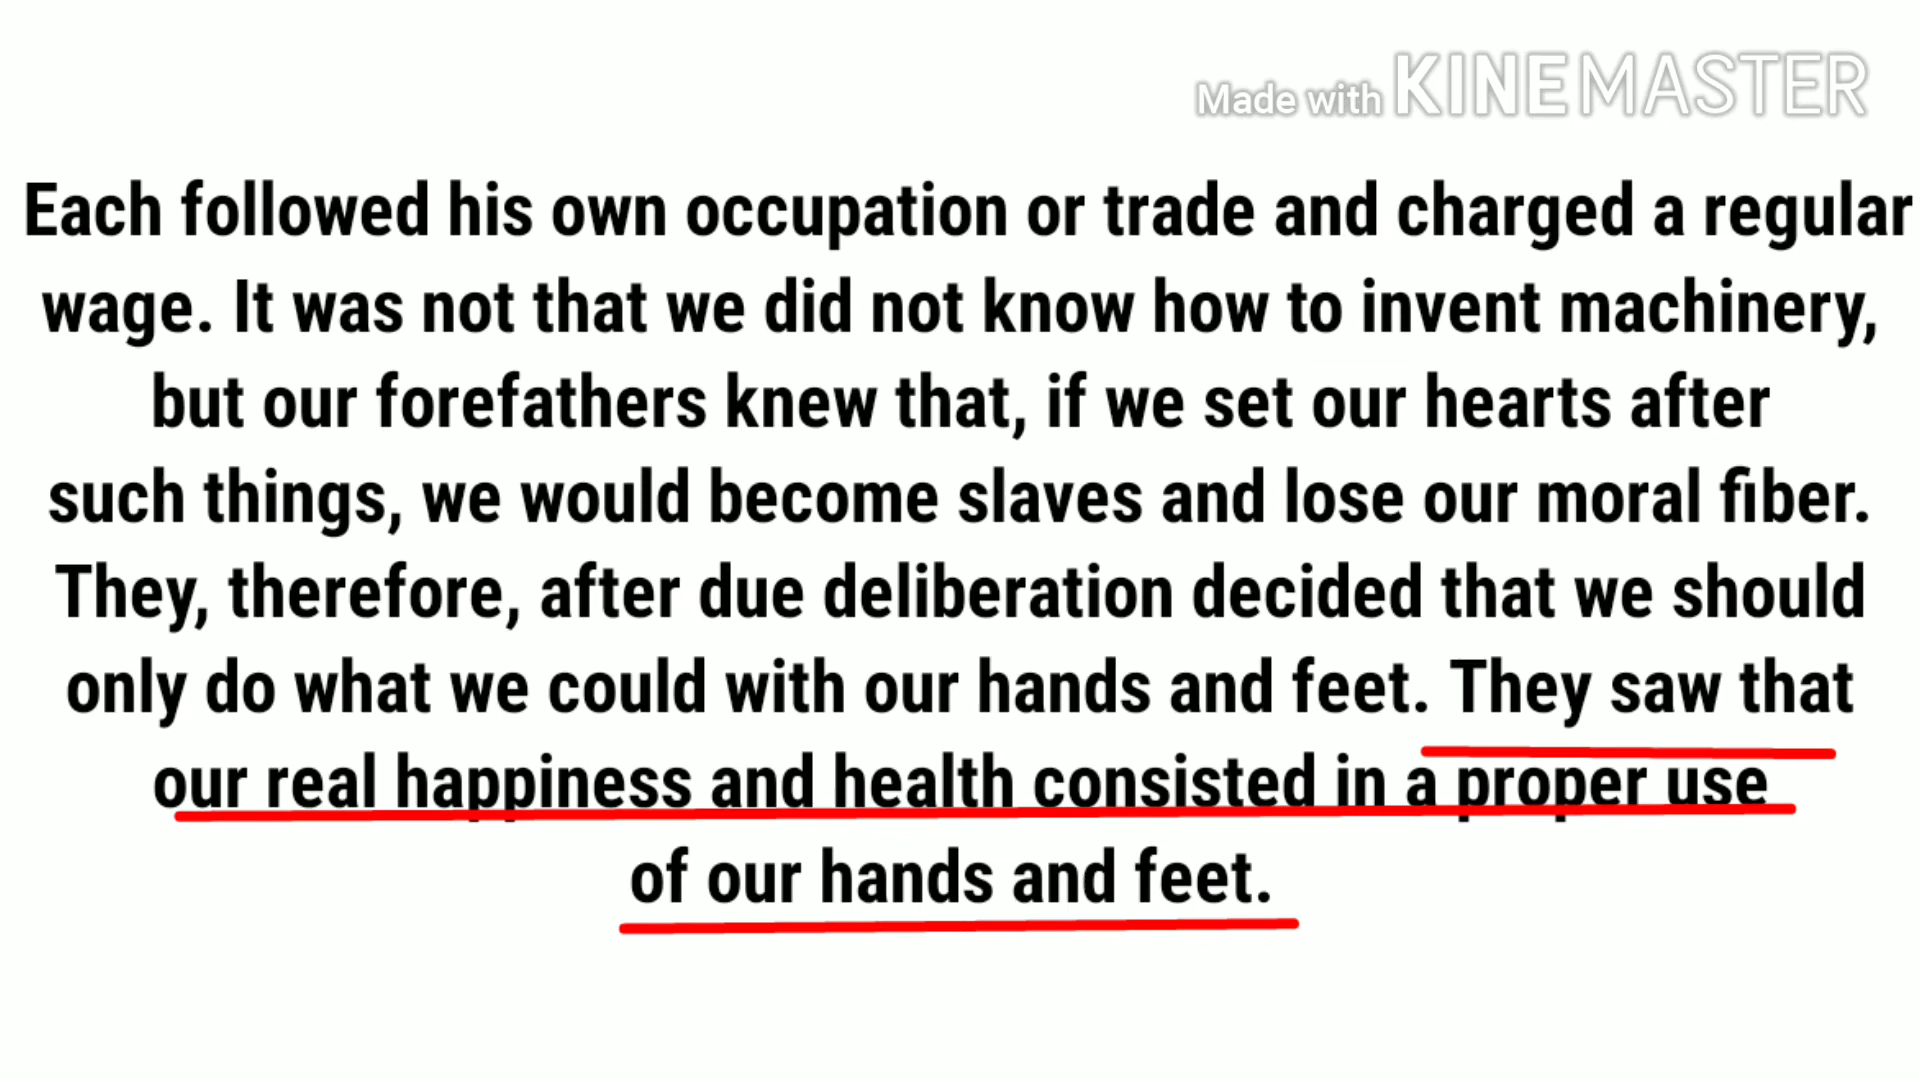 Made with KINEMASTER
Each followed his own occupation or trade and charged a regular
wage. It was not that we did not know how to invent machinery,
but our forefathers knew that, if we set our hearts after
such things, we would become slaves and lose our moral fiber.
They, therefore, after due deliberation decided that we should
only do what we could with our hands and feet. They saw that
our real happiness and health consisted in a proper use
of our hands and feet.